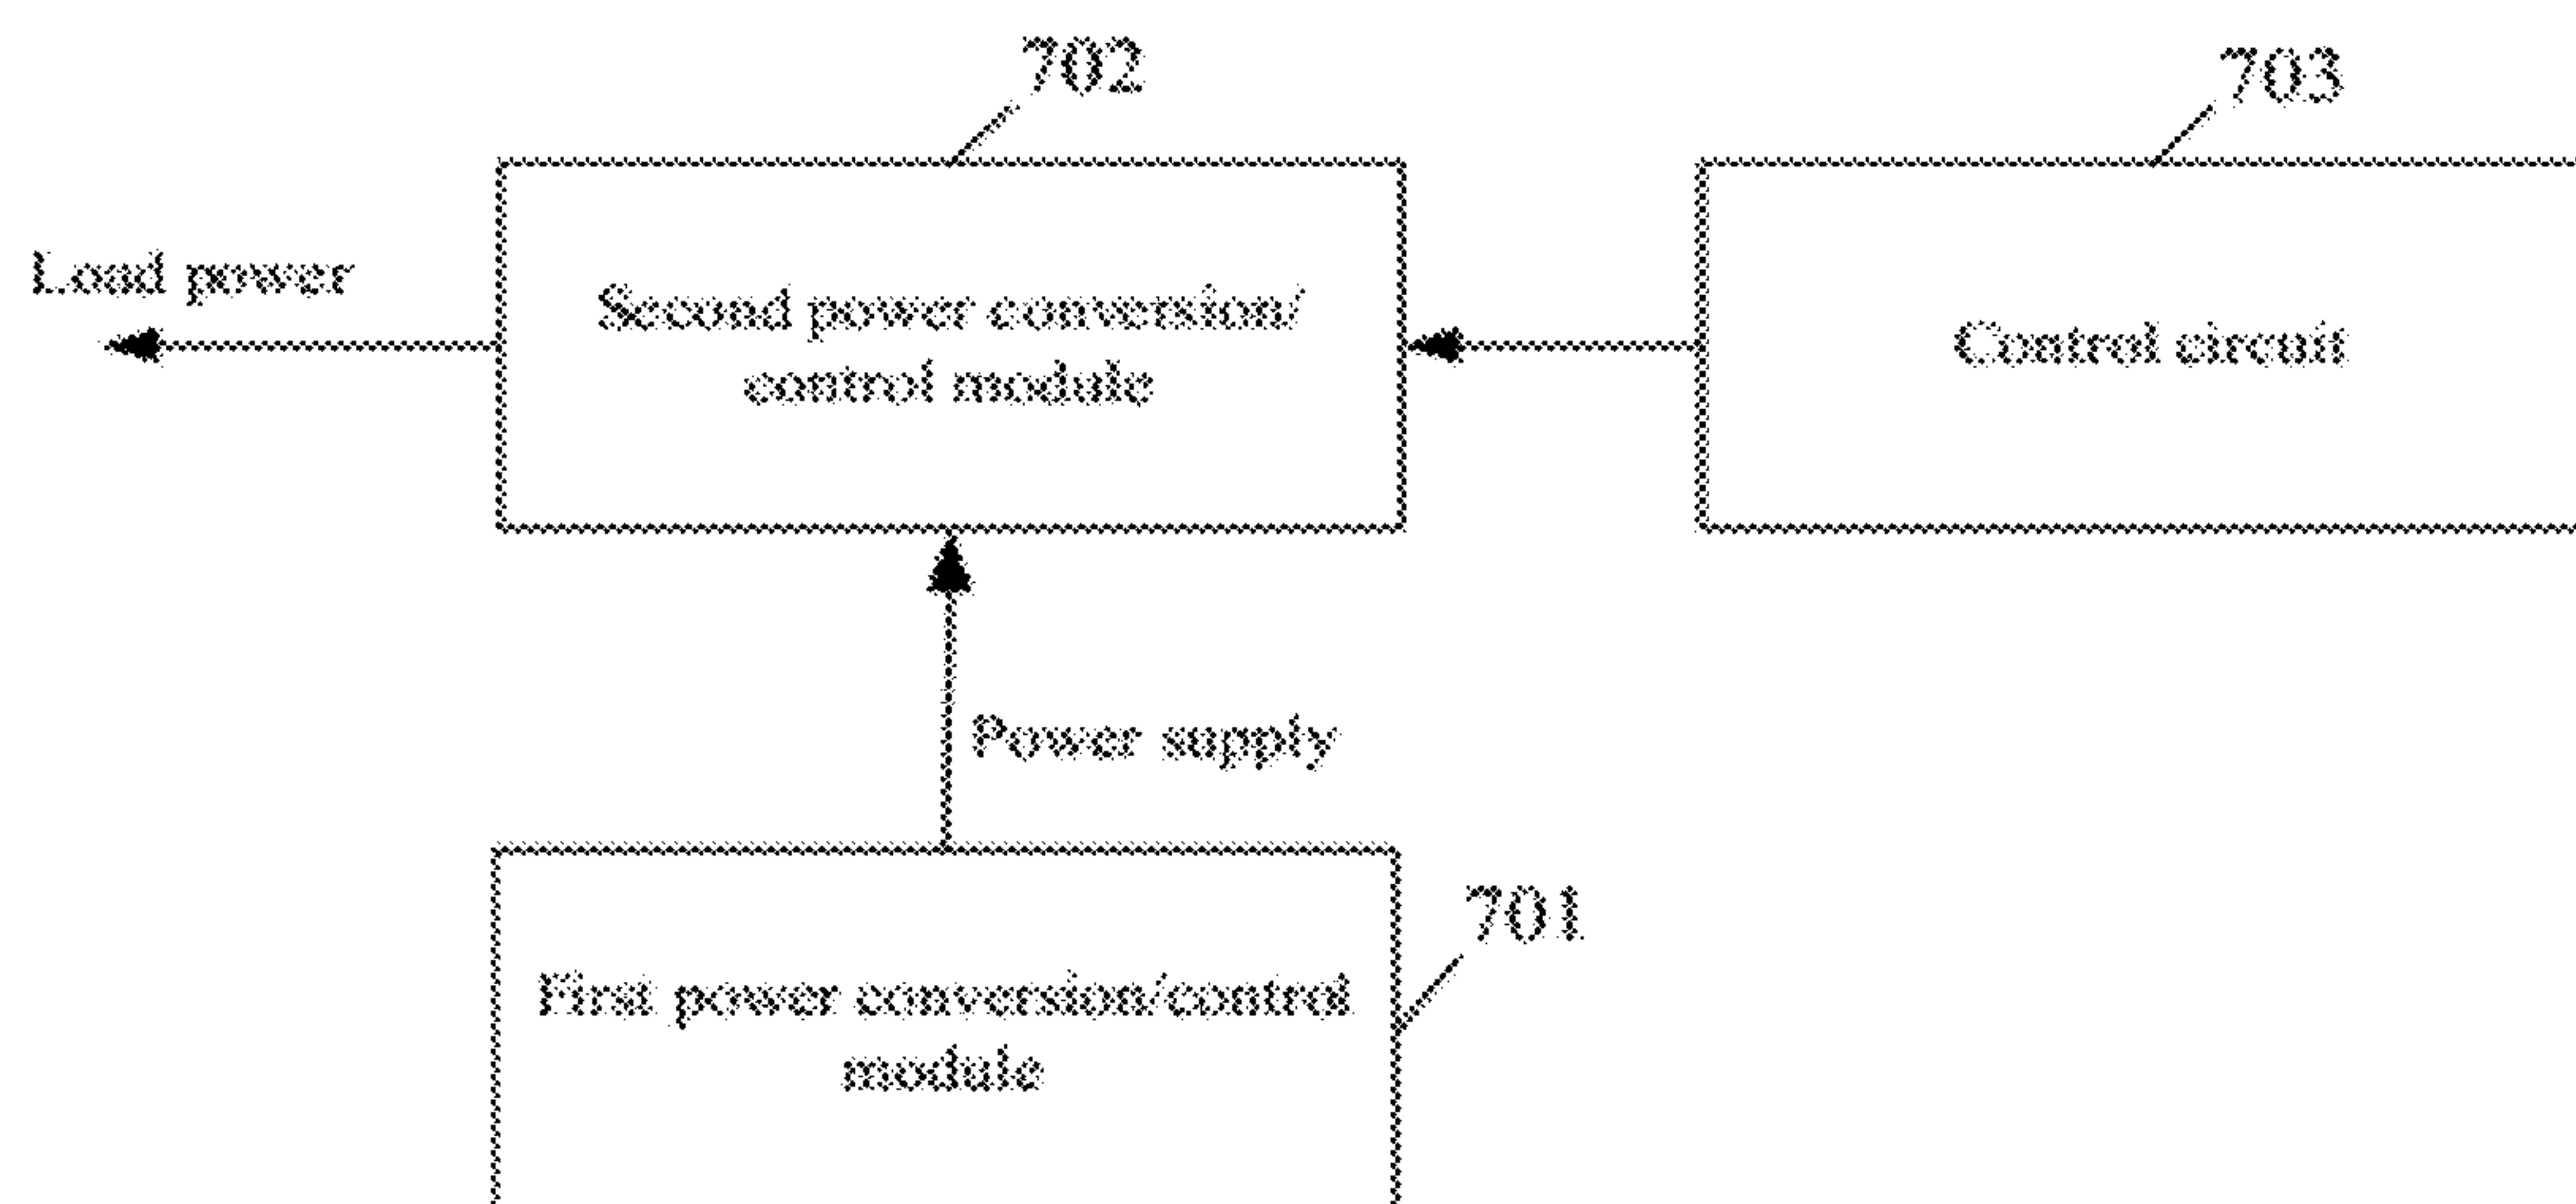 702
703
Load power
Second power conversion/
control module
Control circuit
Power supply
701
First power conversion/control
module